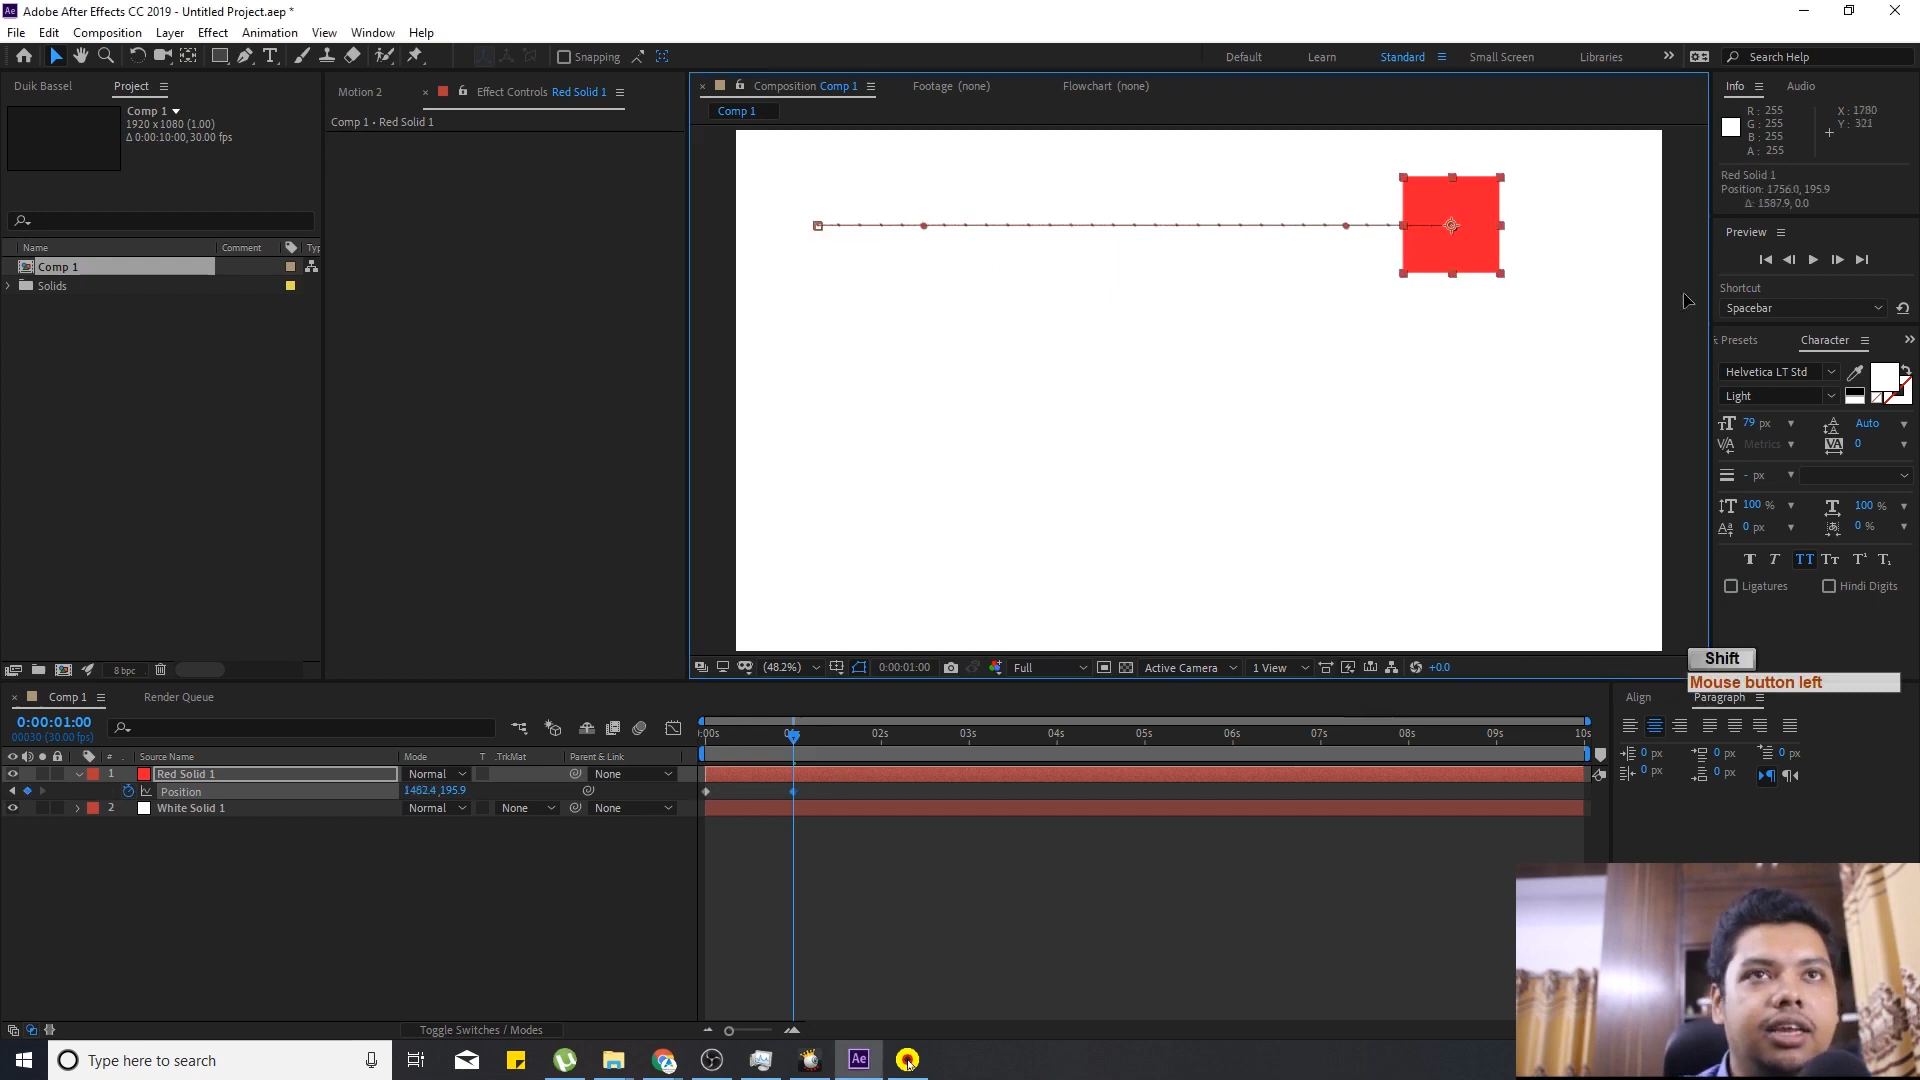 Adobe After Effects CC 2019 - Untitled Project.aep *
File Edit Composition Layer Effect Animation View Window Help
Snapping
Default Learn Standard Small Screen Libraries
Search Help
Duik Bassel Project
Comp 1
1920 x 1080 (1.00)
Δ 0:00:10:00, 30.00 fps
Name Comment Typ
Comp 1
Solids
8 bpc
Motion 2 Effect Controls Red Solid 1
Comp 1 • Red Solid 1
Composition Comp 1 Footage (none) Flowchart (none)
Comp 1
(48.2%) 0:00:01:00 Full Active Camera 1 View +0.0
Info Audio
R: 255
G: 255
B: 255
A: 255
X: 1780
Y: 321
Red Solid 1
Position: 1756.0, 195.9
Δ: 1587.9, 0.0
Preview
Shortcut
Spacebar
Presets Character
Helvetica LT Std
Light
79 px Auto
Metrics 0
- px
100 % 100 %
0 px 0 %
Ligatures Hindi Digits
Shift
Mouse button left
Align Paragraph
0 px 0 px 0 px
0 px 0 px
Comp 1 Render Queue
0:00:01:00
00030 (30.00 fps)
:00s 02s 03s 04s 05s 06s 07s 08s 09s 10s
# Source Name Mode T .TrkMat Parent & Link
1 Red Solid 1 Normal None
Position 1482.4,195.9
2 White Solid 1 Normal None None
Toggle Switches / Modes
Type here to search
Ae